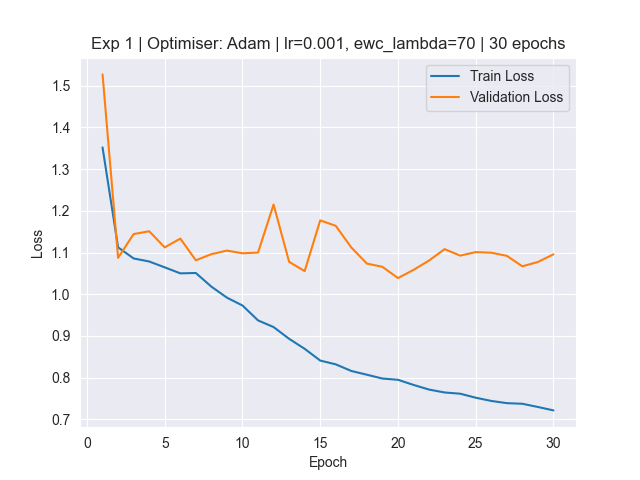 Exp 1 | Optimiser: Adam | lr=0.001, ewc_lambda=70 | 30 epochs
Train Loss
Validation Loss
Loss
1.5
1.4
1.3
1.2
1.1
1.0
0.9
0.8
0.7
0 5 10 15 20 25 30
Epoch